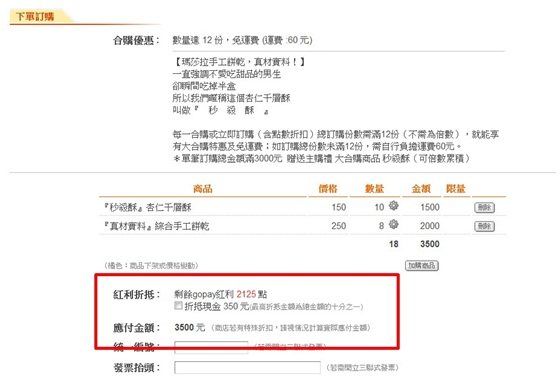 下單訂購
合購優惠： 數量達 12 份，免運費 (運費 :60 元)
【瑪莎拉手工餅乾，真材實料！】
一直強調不愛吃甜品的男生
卻瞬間吃掉半盒
所以我們暱稱這個杏仁千層酥
叫做『 秒 殺 酥 』
每一合購或立即訂購（含點數折扣）總訂購份數需滿12份（不需為倍數），就能享
有大合購特惠及免運費；如訂購總份數未滿12份，需自行負擔運費60元。
＊單筆訂購總金額滿3000元 贈送主購禮 大合購商品 秒殺酥（可倍數累積）
商品 價格 數量 金額 限量
『秒殺酥』杏仁千層酥 150 10 1500 刪除
『真材實料』綜合手工餅乾 250 8 2000 刪除
18 3500
（橘色：商品下架或價格變動） 加購商品
紅利折抵： 剩餘gopay紅利 2125 點
折抵現金 350 元(最高折抵金額為總金額的十分之一)
應付金額： 3500 元 （商店若有特殊折扣，請視情況計算實際應付金額）
統一編號： （若需開立三聯式發票）
發票抬頭： （若需開立三聯式發票）